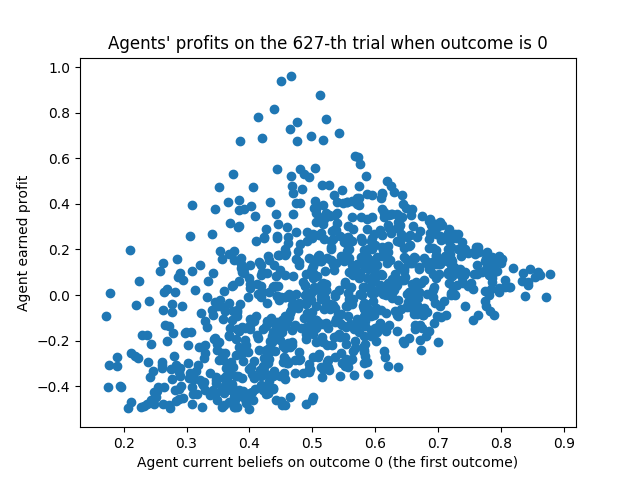 Agents' profits on the 627-th trial when outcome is 0
1.0
0.8
0.6
0.4
0.2
0.0
−0.2
−0.4
Agent earned profit
0.2 0.3 0.4 0.5 0.6 0.7 0.8 0.9
Agent current beliefs on outcome 0 (the first outcome)